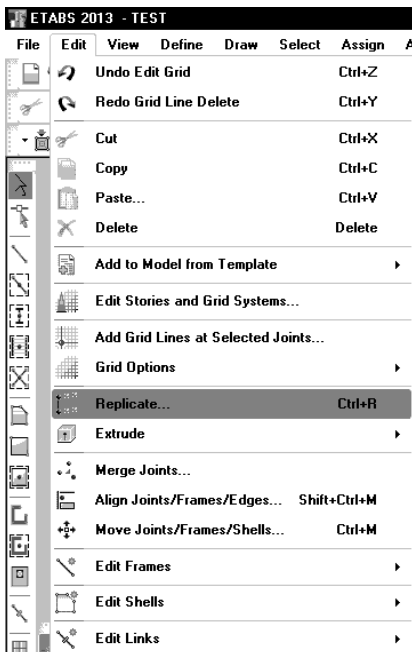 ETABS 2013 - TEST
File Edit View Define Draw Select Assign
Undo Edit Grid Ctrl+Z
Redo Grid Line Delete Ctrl+Y
Cut Ctrl+X
Copy Ctrl+C
Paste... Ctrl+V
Delete Delete
Add to Model from Template
Edit Stories and Grid Systems...
Add Grid Lines at Selected Joints...
Grid Options
Replicate... Ctrl+R
Extrude
Merge Joints...
Align Joints/Frames/Edges... Shift+Ctrl+M
Move Joints/Frames/Shells... Ctrl+M
Edit Frames
Edit Shells
Edit Links